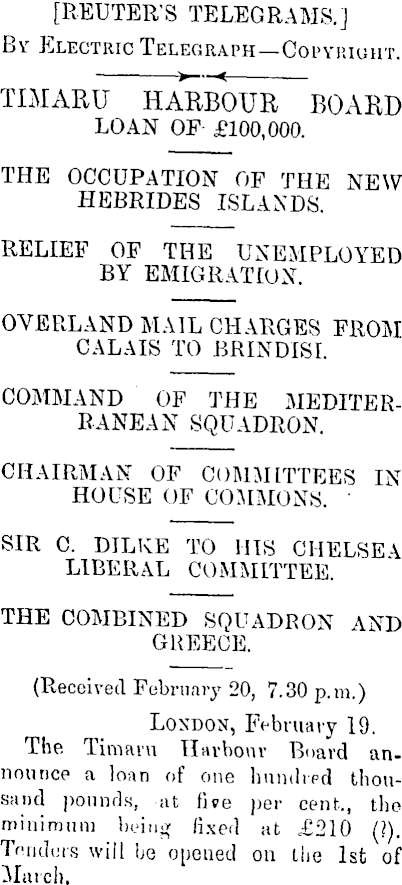 [REUTER'S TELEGRAMS.]
BY ELECTRIC TELEGRAPH—COPYRIGHT.
TIMARU HARBOUR BOARD
LOAN OF £100,000.
THE OCCUPATION OF THE NEW
HEBRIDES ISLANDS.
RELIEF OF THE UNEMPLOYED
BY EMIGRATION.
OVERLAND MAIL CHARGES FROM
CALAIS TO BRINDISI.
COMMAND OF THE MEDITER-
RANEAN SQUADRON.
CHAIRMAN OF COMMITTEES IN
HOUSE OF COMMONS.
SIR C. DILKE TO HIS CHELSEA
LIBERAL COMMITTEE.
THE COMBINED SQUADRON AND
GREECE.
(Received February 20, 7.30 p.m.)
LONDON, February 19.
The Timaru Harbour Board an-
nounce a loan of one hundred thou-
sand pounds, at five per cent., the
minimum being fixed at £210 (?).
Tenders will be opened on the 1st of
March.